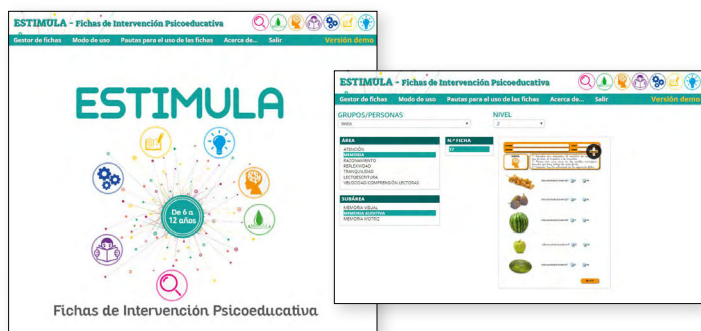 ESTIMULA - Fichas de Intervención Psicoeducativa
Gestor de fichas Modo de uso Pautas para el uso de las fichas Acerca de... Salir Versión demo
ESTIMULA
De 6 a
12 años
Fichas de Intervención Psicoeducativa
ESTIMULA - Fichas de Intervención Psicoeducativa
Gestor de fichas Modo de uso Pautas para el uso de las fichas Acerca de... Salir Versión demo
GRUPOS/PERSONAS
NIVEL
2
ÁREA
ATENCIÓN
MEMORIA
RAZONAMIENTO
REFLEXIVIDAD
TRANQUILIDAD
LECTOESCRITURA
VELOCIDAD COMPRENSIÓN LECTORAS
N.º FICHA
SUBÁREA
MEMORIA VISUAL
MEMORIA AUDITIVA
MEMORIA MOTRIZ